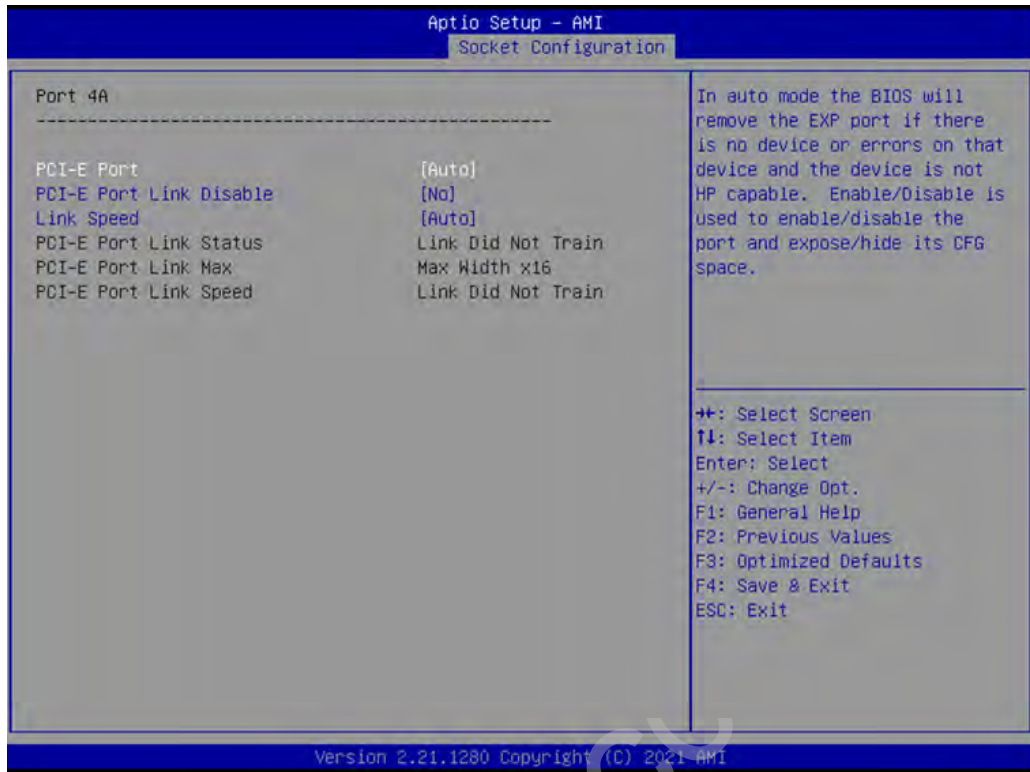 Aptio Setup – AMI
Socket Configuration
Port 4A
--------------------------------------------------
PCI-E Port [Auto]
PCI-E Port Link Disable [No]
Link Speed [Auto]
PCI-E Port Link Status Link Did Not Train
PCI-E Port Link Max Max Width x16
PCI-E Port Link Speed Link Did Not Train
In auto mode the BIOS will
remove the EXP port if there
is no device or errors on that
device and the device is not
HP capable. Enable/Disable is
used to enable/disable the
port and expose/hide its CFG
space.
→←: Select Screen
↑↓: Select Item
Enter: Select
+/-: Change Opt.
F1: General Help
F2: Previous Values
F3: Optimized Defaults
F4: Save & Exit
ESC: Exit
Version 2.21.1280 Copyright (C) 2021 AMI